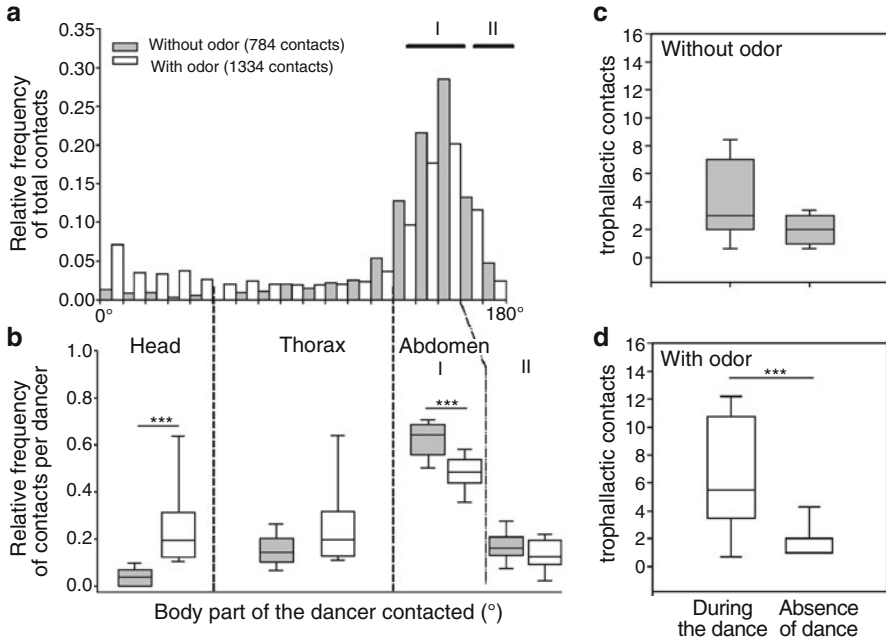 a
I II
Without odor (784 contacts)
With odor (1334 contacts)
Relative frequency
of total contacts
0.35
0.30
0.25
0.20
0.15
0.10
0.05
0.00
0° 180°
b
Head Thorax Abdomen
I II
*** ***
Relative frequency
of contacts per dancer
1.0
0.8
0.6
0.4
0.2
0.0
Body part of the dancer contacted (°)
c
Without odor
trophallactic contacts
16
14
12
10
8
6
4
2
0
d
With odor
***
trophallactic contacts
16
14
12
10
8
6
4
2
0
During
the dance
Absence
of dance